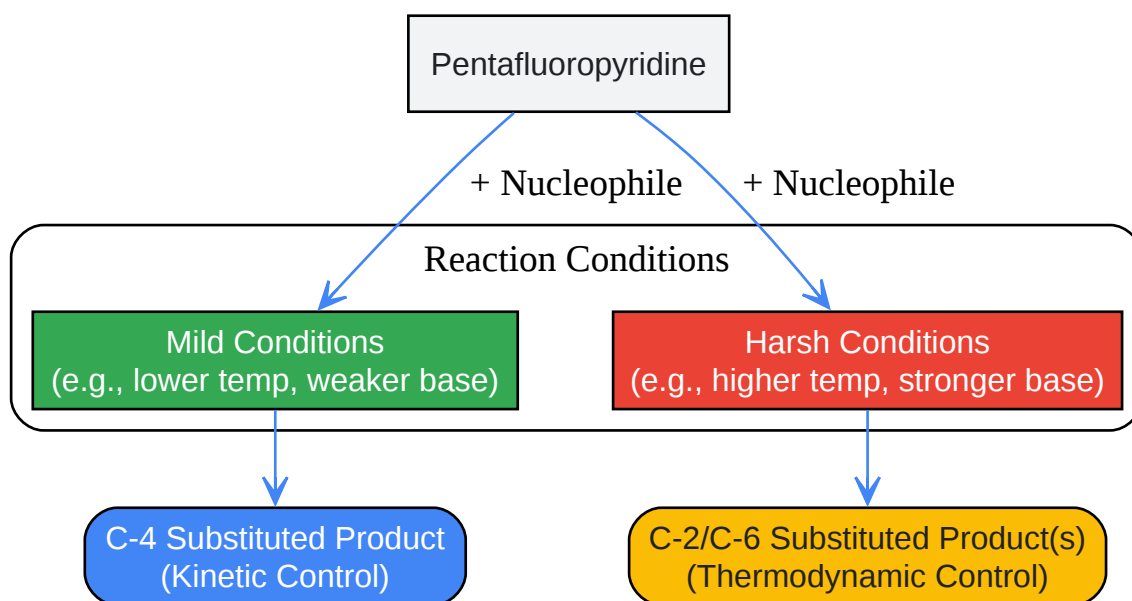 Pentafluoropyridine
+ Nucleophile
+ Nucleophile
Reaction Conditions
Mild Conditions
(e.g., lower temp, weaker base)
Harsh Conditions
(e.g., higher temp, stronger base)
C-4 Substituted Product
(Kinetic Control)
C-2/C-6 Substituted Product(s)
(Thermodynamic Control)